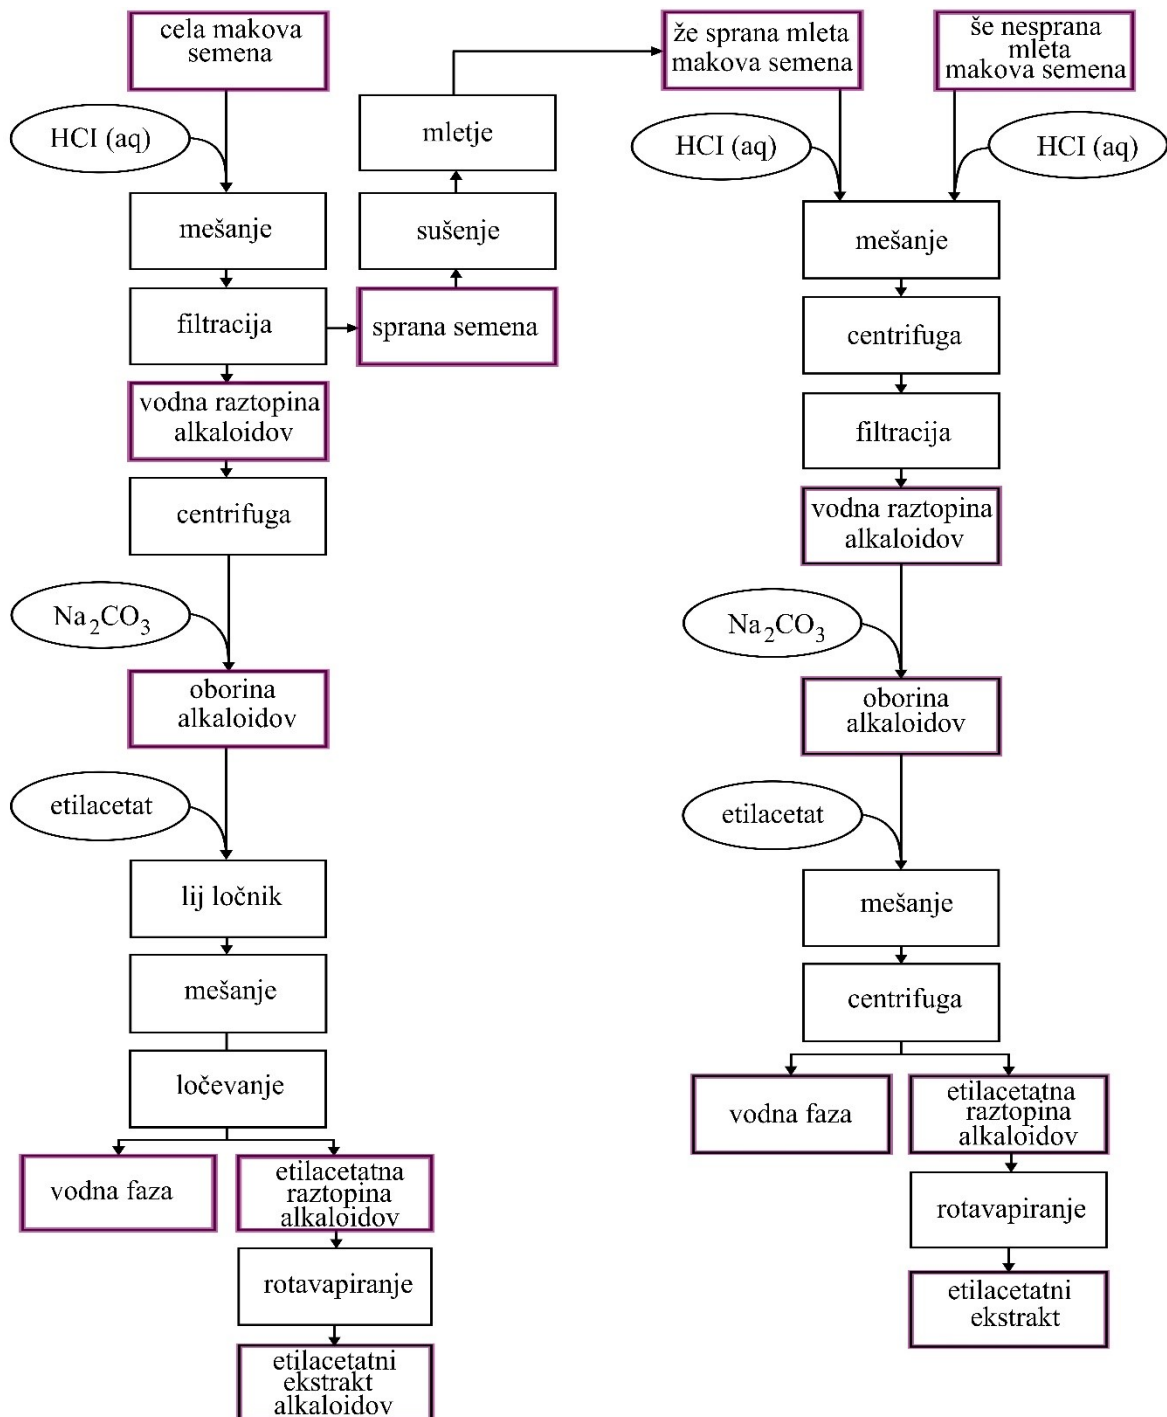 cela makova
semena
HCI (aq)
mešanje
filtracija
vodna raztopina
alkaloidov
centrifuga
Na2CO3
oborina
alkaloidov
etilacetat
lij ločnik
mešanje
ločevanje
vodna faza
etilacetatna
raztopina
alkaloidov
rotavapiranje
etilacetatni
ekstrakt
alkaloidov
sprana semena
sušenje
mletje
že sprana mleta
makova semena
še nesprana
mleta
makova semena
HCI (aq)
HCI (aq)
mešanje
centrifuga
filtracija
vodna raztopina
alkaloidov
Na2CO3
oborina
alkaloidov
etilacetat
mešanje
centrifuga
vodna faza
etilacetatna
raztopina
alkaloidov
rotavapiranje
etilacetatni
ekstrakt